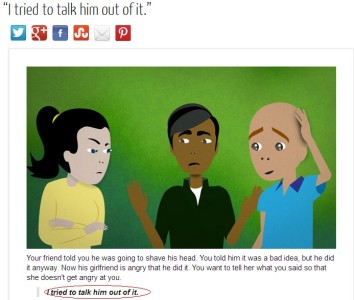 “I tried to talk him out of it.”
Your friend told you he was going to shave his head. You told him it was a bad idea, but he did
it anyway. Now his girlfriend is angry that he did it. You want to tell her what you said so that
she doesn't get angry at you.
I tried to talk him out of it.